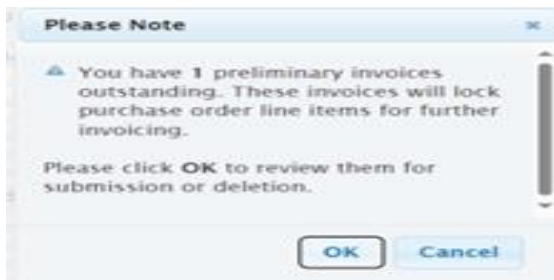 Please Note
You have 1 preliminary invoices
outstanding. These invoices will lock
purchase order line items for further
invoicing.
Please click OK to review them for
submission or deletion.
OK Cancel